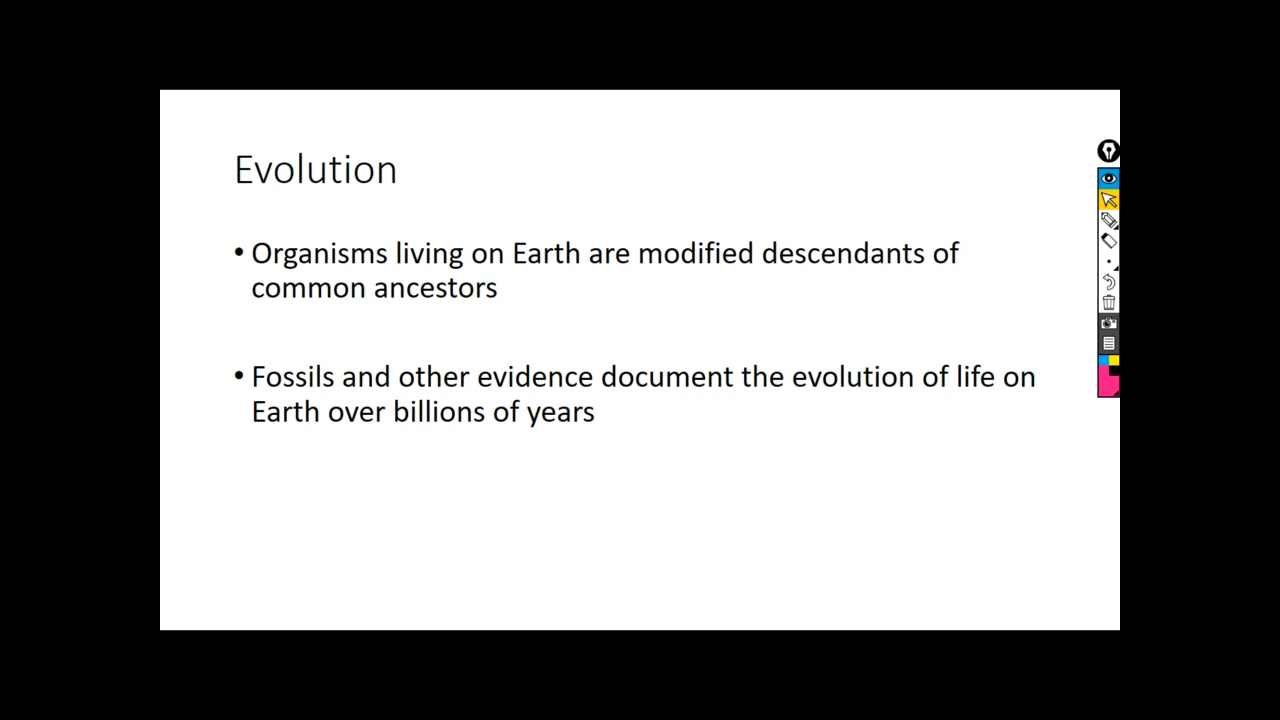 Evolution
• Organisms living on Earth are modified descendants of
common ancestors
• Fossils and other evidence document the evolution of life on
Earth over billions of years